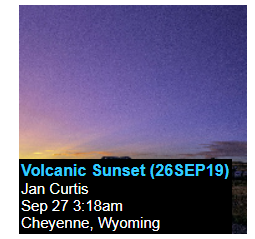 Volcanic Sunset (26SEP19)
Jan Curtis
Sep 27 3:18am
Cheyenne, Wyoming